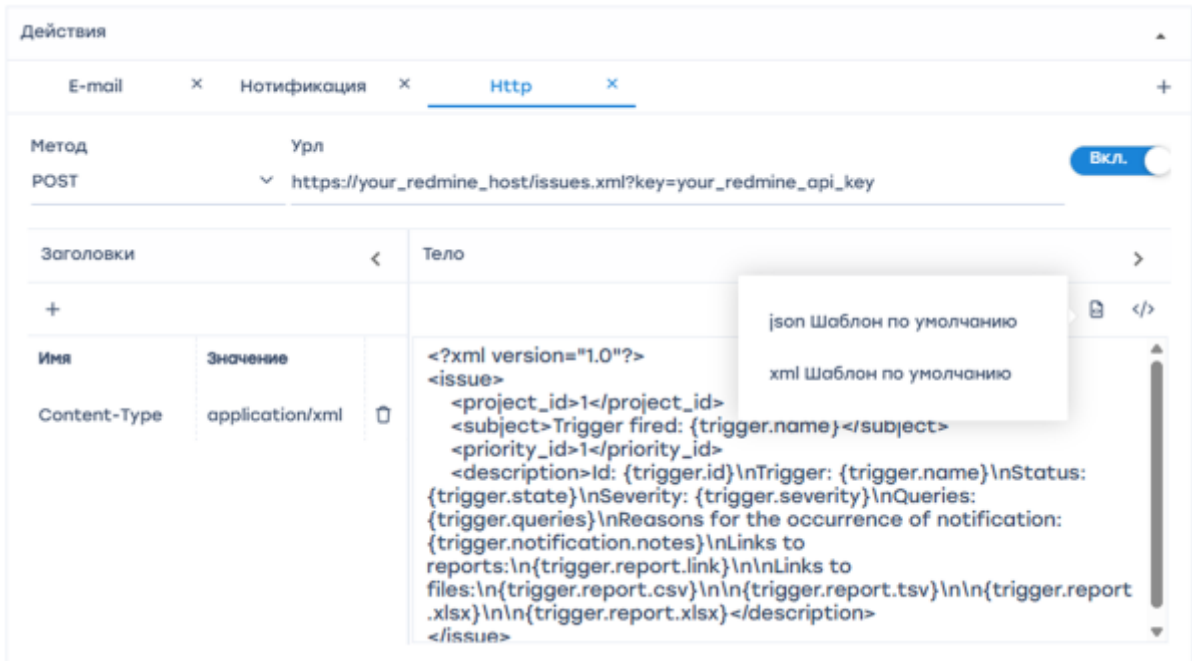 Действия
E-mail × Нотификация × Http ×
+
Метод
Урл
POST
https://your_redmine_host/issues.xml?key=your_redmine_api_key
Вкл.
Заголовки
Тело
+
</>
json Шаблон по умолчанию
xml Шаблон по умолчанию
Имя
Значение
Content-Type
application/xml
<?xml version="1.0"?>
<issue>
<project_id>1</project_id>
<subject>Trigger fired: {trigger.name}</subject>
<priority_id>1</priority_id>
<description>Id: {trigger.id}\nTrigger: {trigger.name}\nStatus:
{trigger.state}\nSeverity: {trigger.severity}\nQueries:
{trigger.queries}\nReasons for the occurrence of notification:
{trigger.notification.notes}\nLinks to
reports:\n{trigger.report.link}\n\nLinks to
files:\n{trigger.report.csv}\n\n{trigger.report.tsv}\n\n{trigger.report
.xlsx}\n\n{trigger.report.xlsx}</description>
</issue>